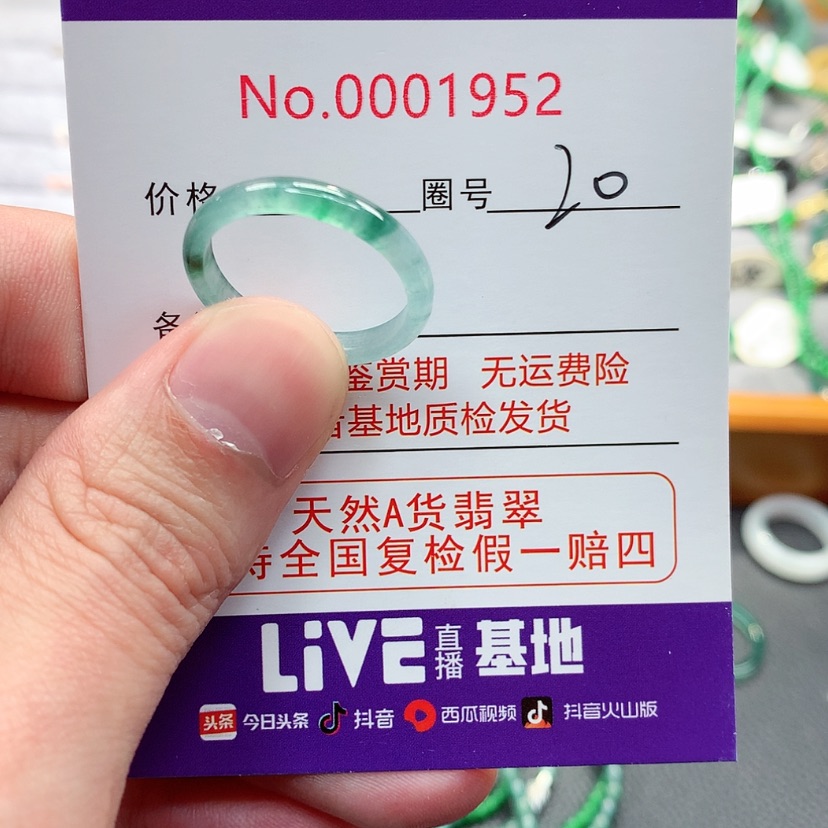 No.0001952
价格 圈号 20
备
鉴赏期 无运费险
基地质检发货
天然A货翡翠
持全国复检假一赔四
LiVE 直播 基地
头条 今日头条 抖音 西瓜视频 抖音火山版